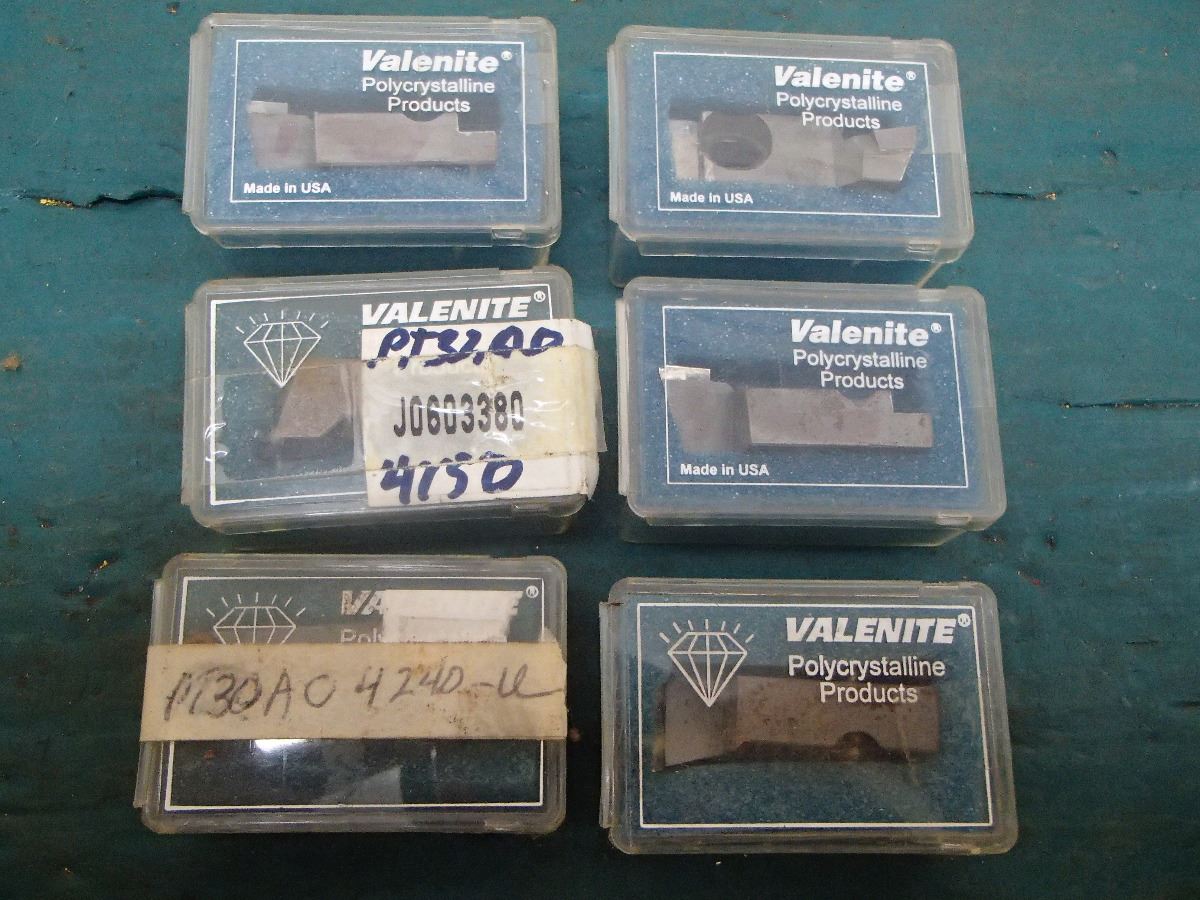 Valenite®
Polycrystalline
Products
Made in USA
Valenite®
Polycrystalline
Products
Made in USA
VALENITE®
PT32A0
J0603380
4150
Valenite®
Polycrystalline
Products
Made in USA
PT30A0 4240-
VALENITE®
Polycrystalline
Products